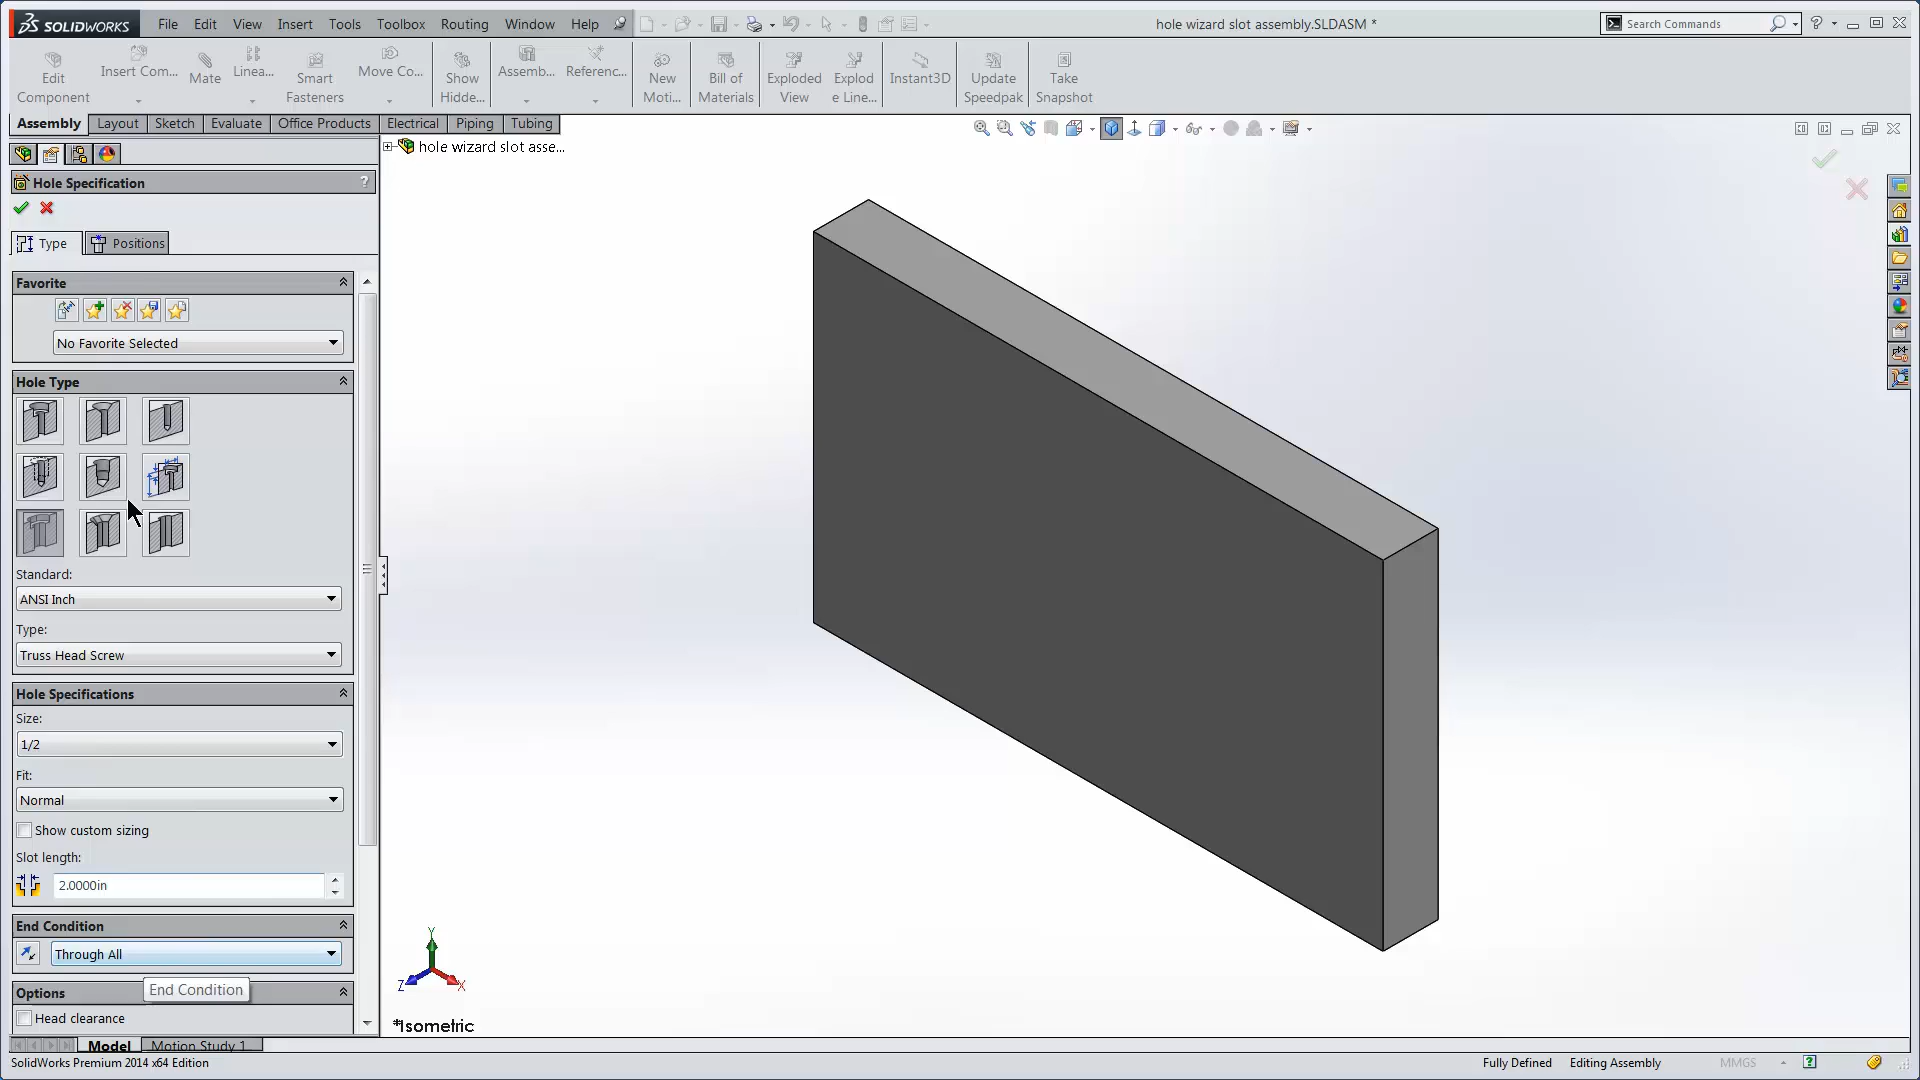 SOLIDWORKS File Edit View Insert Tools Toolbox Routing Window Help hole wizard slot assembly.SLDASM * Search Commands ?
Edit Component Insert Com... Mate Linea... Smart Fasteners Move Co... Show Hidde... Assemb... Referenc... New Moti... Bill of Materials Exploded View Explod e Line... Instant3D Update Speedpak Take Snapshot
Assembly Layout Sketch Evaluate Office Products Electrical Piping Tubing
hole wizard slot asse...
Hole Specification ?
Type Positions
Favorite
No Favorite Selected
Hole Type
Standard:
ANSI Inch
Type:
Truss Head Screw
Hole Specifications
Size:
1/2
Fit:
Normal
Show custom sizing
Slot length:
2.0000in
End Condition
Through All
End Condition
Options
Head clearance
Y
Z X
*Isometric
Model Motion Study 1
SolidWorks Premium 2014 x64 Edition Fully Defined Editing Assembly MMGS ?